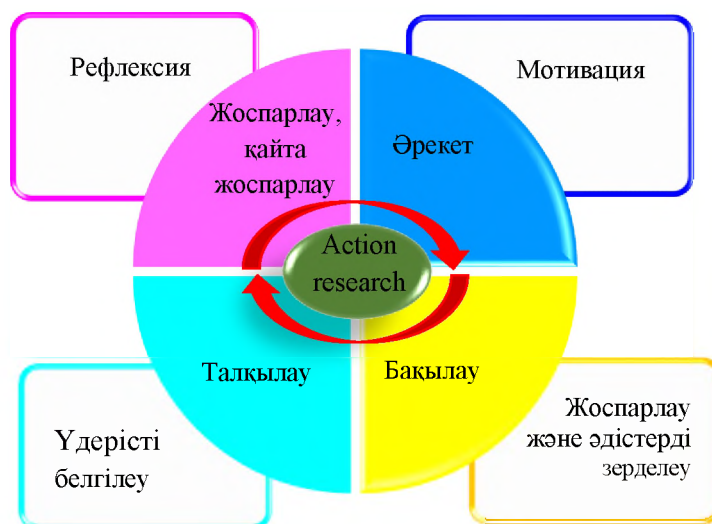 Рефлексия
Мотивация
Жоспарлау,
қайта
жоспарлау
Әрекет
Action
research
Талқылау
Бақылау
Үдерісті
белгілеу
Жоспарлау
және әдістерді
зерделеу